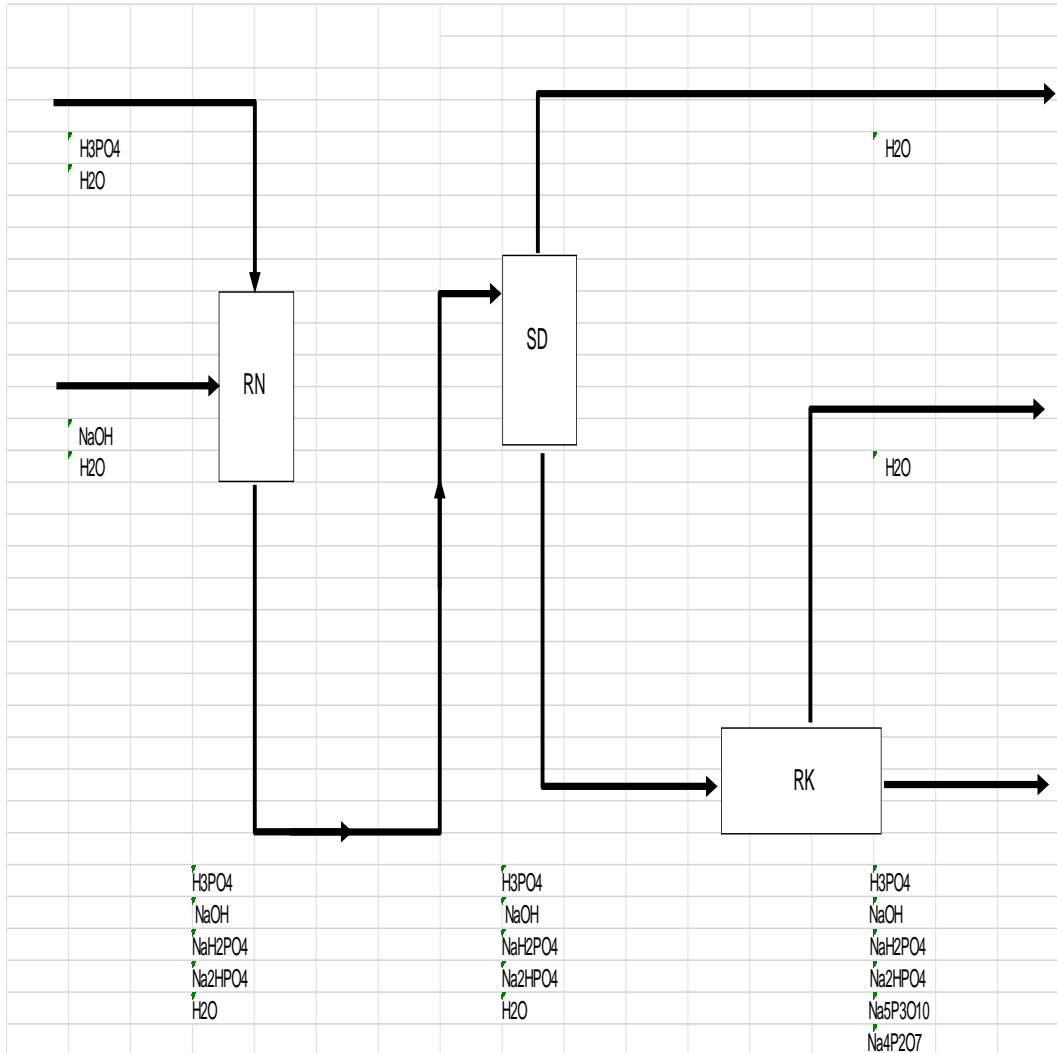 H3PO4
H2O
H2O
SD
RN
NaOH
H2O
H2O
RK
H3PO4
NaOH
NaH2PO4
Na2HPO4
H2O
H3PO4
NaOH
NaH2PO4
Na2HPO4
H2O
H3PO4
NaOH
NaH2PO4
Na2HPO4
Na5P3O10
Na4P2O7